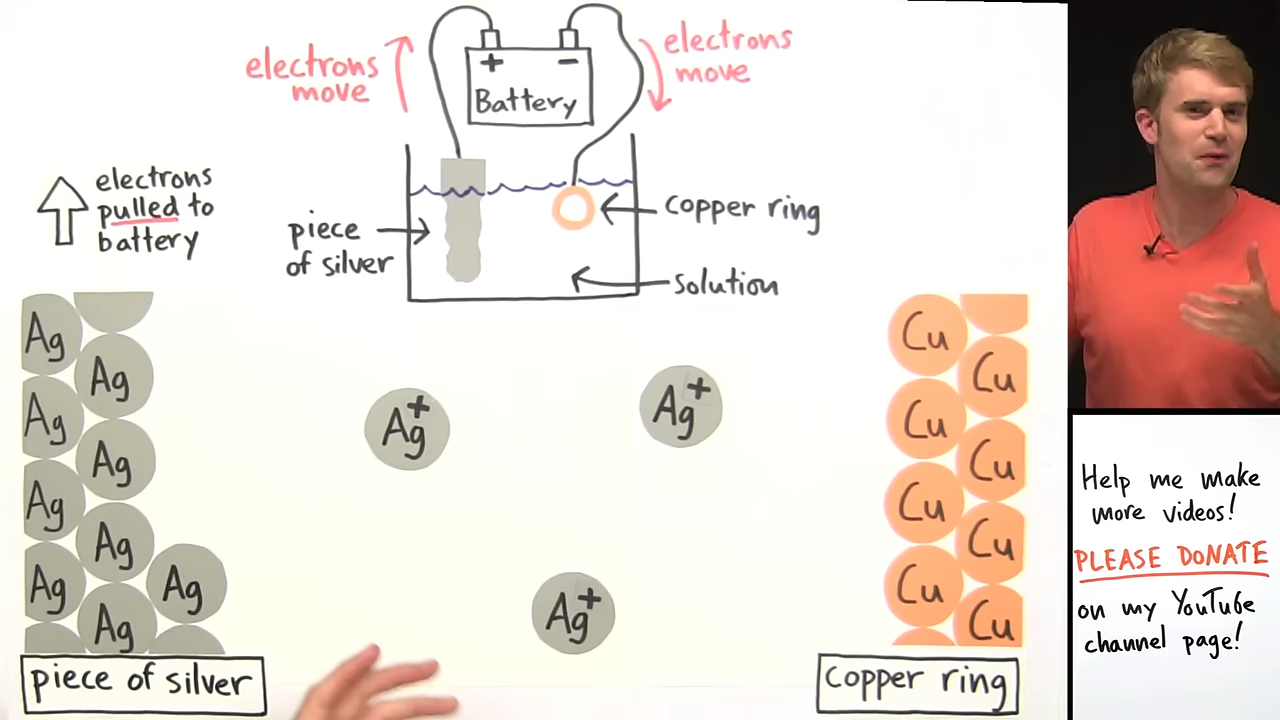 electrons
move
+
−
Battery
electrons
move
electrons
pulled to
battery
piece
of silver
copper ring
solution
Ag
Ag
Ag
Ag
Ag
Ag
Ag
Ag
Ag
Ag+
Ag+
Ag+
Cu
Cu
Cu
Cu
Cu
Cu
Cu
Cu
piece of silver
copper ring
Help me make
more videos!
PLEASE DONATE
on my YouTube
channel page!